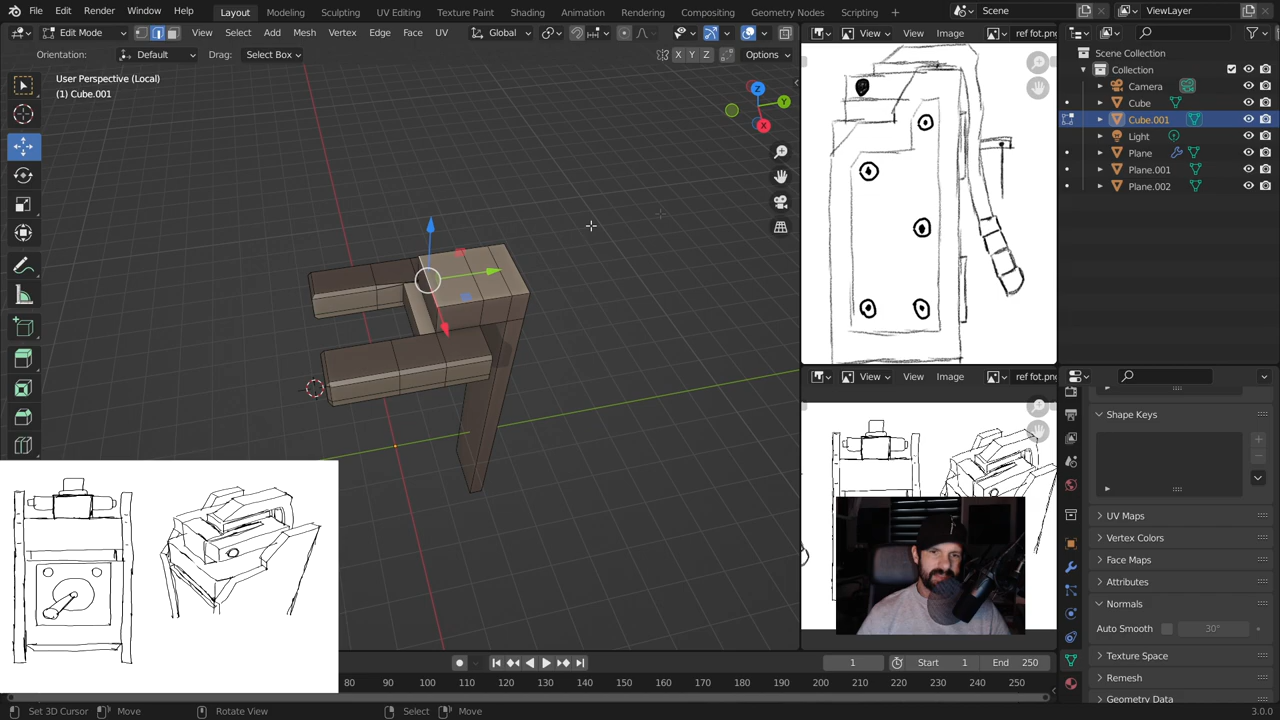 File Edit Render Window Help Layout Modeling Sculpting UV Editing Texture Paint Shading Animation Rendering Compositing Geometry Nodes Scripting Scene ViewLayer
Edit Mode View Select Add Mesh Vertex Edge Face UV Global View Image ref fot.png
Orientation: Default Drag: Select Box X Y Z Options
User Perspective (Local)
(1) Cube.001
Z
Y
X
Scene Collection
Collection
Camera
Cube
Cube.001
Light
Plane
Plane.001
Plane.002
View View Image ref fot.png
Shape Keys
UV Maps
Vertex Colors
Face Maps
Attributes
Normals
Auto Smooth 30°
Texture Space
Remesh
Geometry Data
1 Start 1 End 250
80 90 100 110 120 130 140 150 160 170 180 190 200 210 220 230 240 250
Set 3D Cursor Move Rotate View Select Move 3.0.0